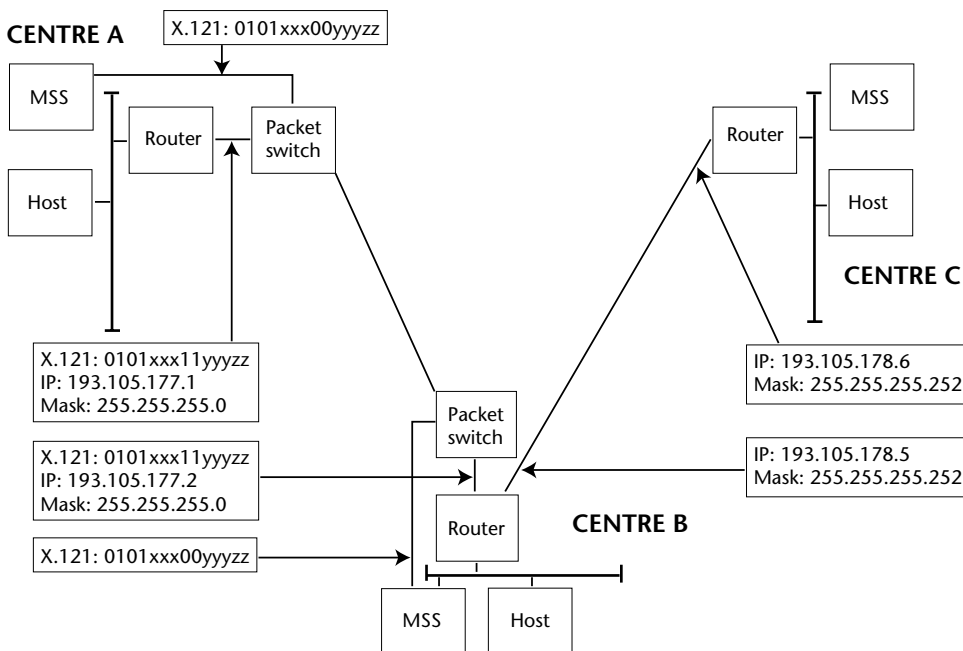 CENTRE A
X.121: 0101xxx00yyyzz
MSS
Router
Packet
switch
Host
Router
MSS
Host
CENTRE C
X.121: 0101xxx11yyyzz
IP: 193.105.177.1
Mask: 255.255.255.0
IP: 193.105.178.6
Mask: 255.255.255.252
Packet
switch
X.121: 0101xxx11yyyzz
IP: 193.105.177.2
Mask: 255.255.255.0
IP: 193.105.178.5
Mask: 255.255.255.252
Router
CENTRE B
X.121: 0101xxx00yyyzz
MSS
Host